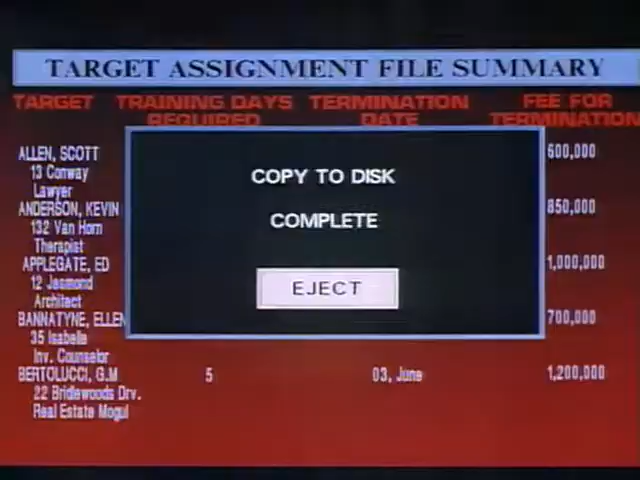 TARGET ASSIGNMENT FILE SUMMARY
TARGET TRAINING DAYS REQUIRED TERMINATION DATE FEE FOR TERMINATION
ALLEN, SCOTT 600,000
13 Conway
Lawyer
ANDERSON, KEVIN 850,000
132 Van Horn
Therapist
APPLEGATE, ED 1,000,000
12 Jesmond
Architect
BANNATYNE, ELLEN 700,000
35 Isabella
Inv. Counselor
BERTOLUCCI, G.M 5 03, June 1,200,000
22 Bridlewoods Drv.
Real Estate Mogul
COPY TO DISK
COMPLETE
EJECT